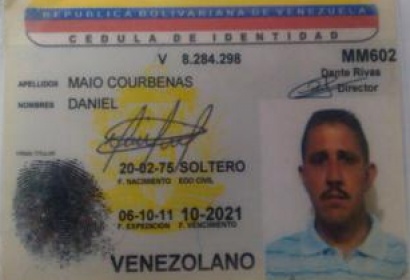 REPUBLICA BOLIVARIANA DE VENEZUELA
CEDULA DE IDENTIDAD
V 8.284.298
MM602
Dante Rivas
Director
APELLIDOS MAIO COURBENAS
NOMBRES DANIEL
FIRMA TITULAR
20-02-75 SOLTERO
F. NACIMIENTO EDO CIVIL
06-10-11 10-2021
F. EXPEDICION F. VENCIMIENTO
VENEZOLANO